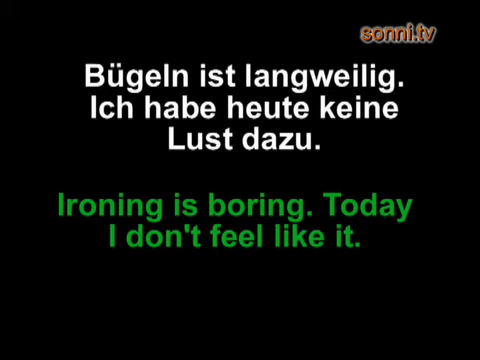 sonni.tv
Bügeln ist langweilig.
Ich habe heute keine
Lust dazu.
Ironing is boring. Today
I don't feel like it.